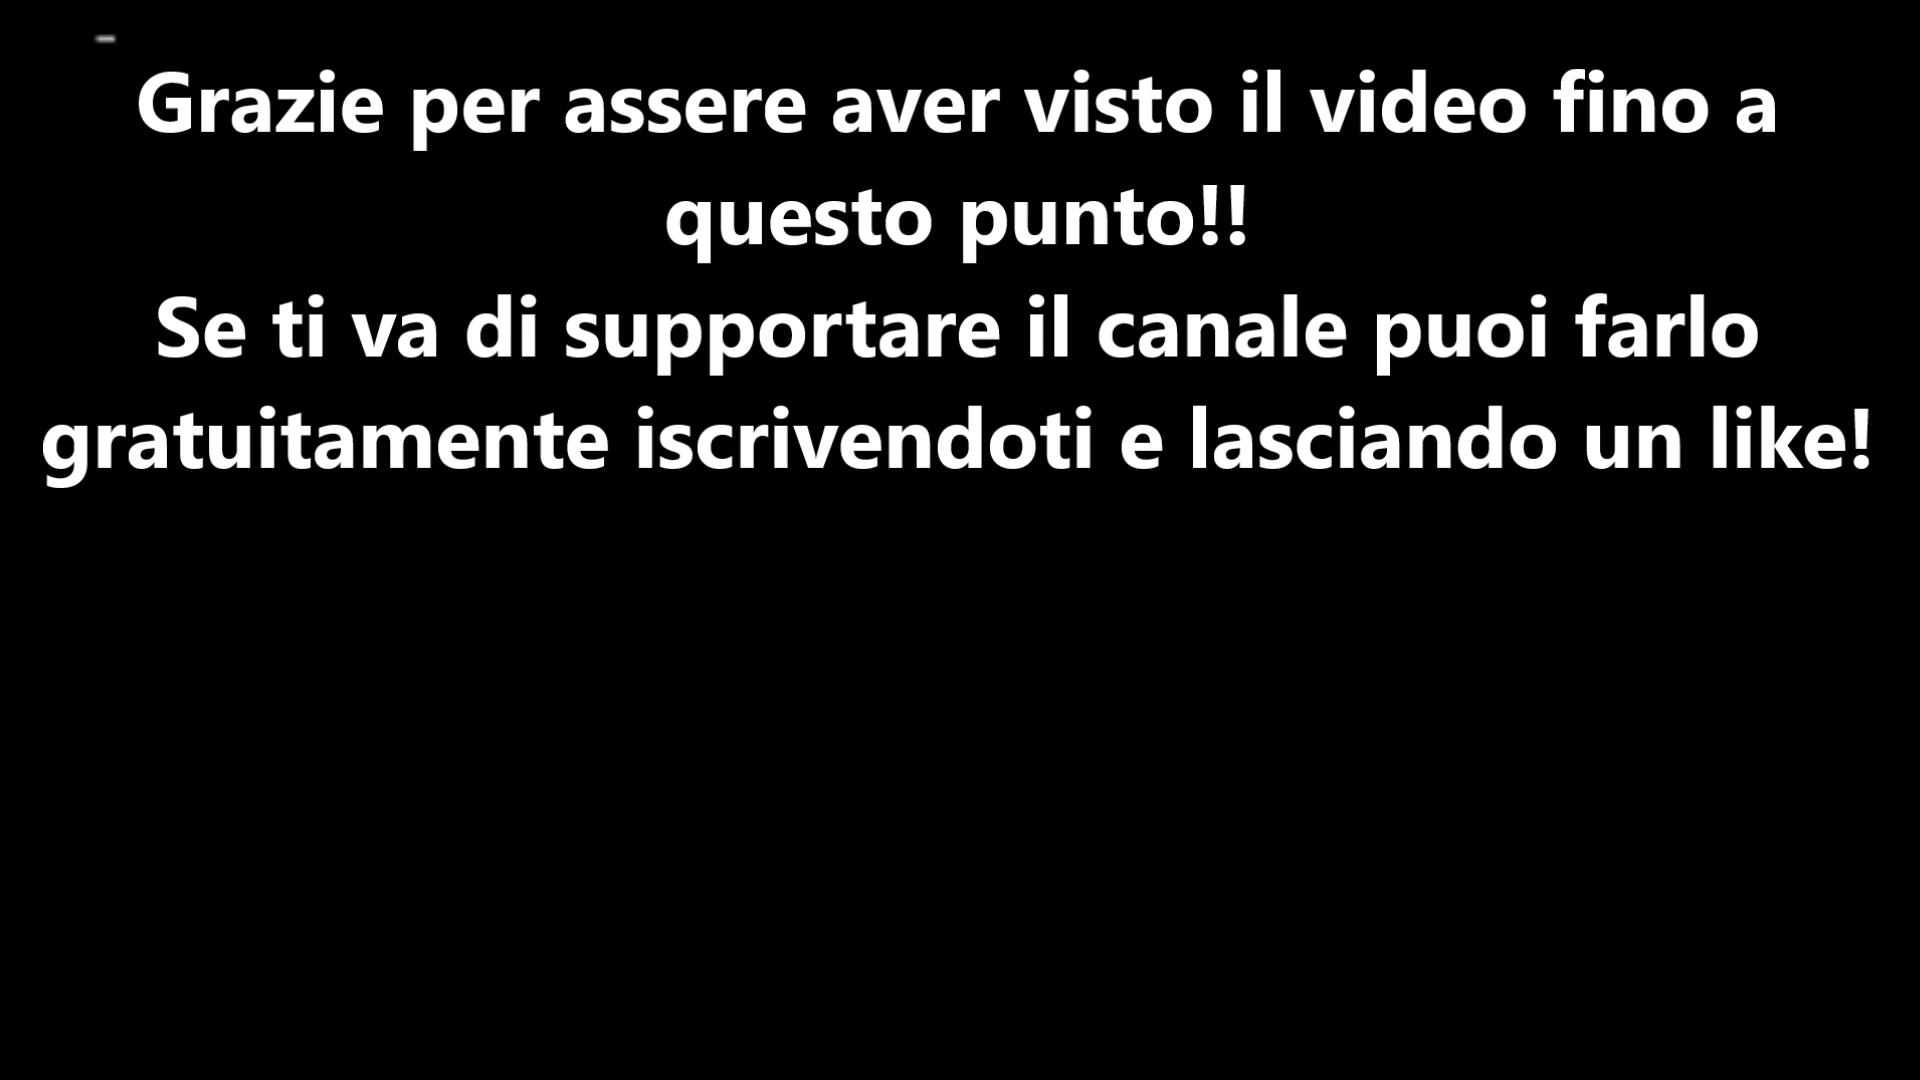 Grazie per assere aver visto il video fino a
questo punto!!
Se ti va di supportare il canale puoi farlo
gratuitamente iscrivendoti e lasciando un like!